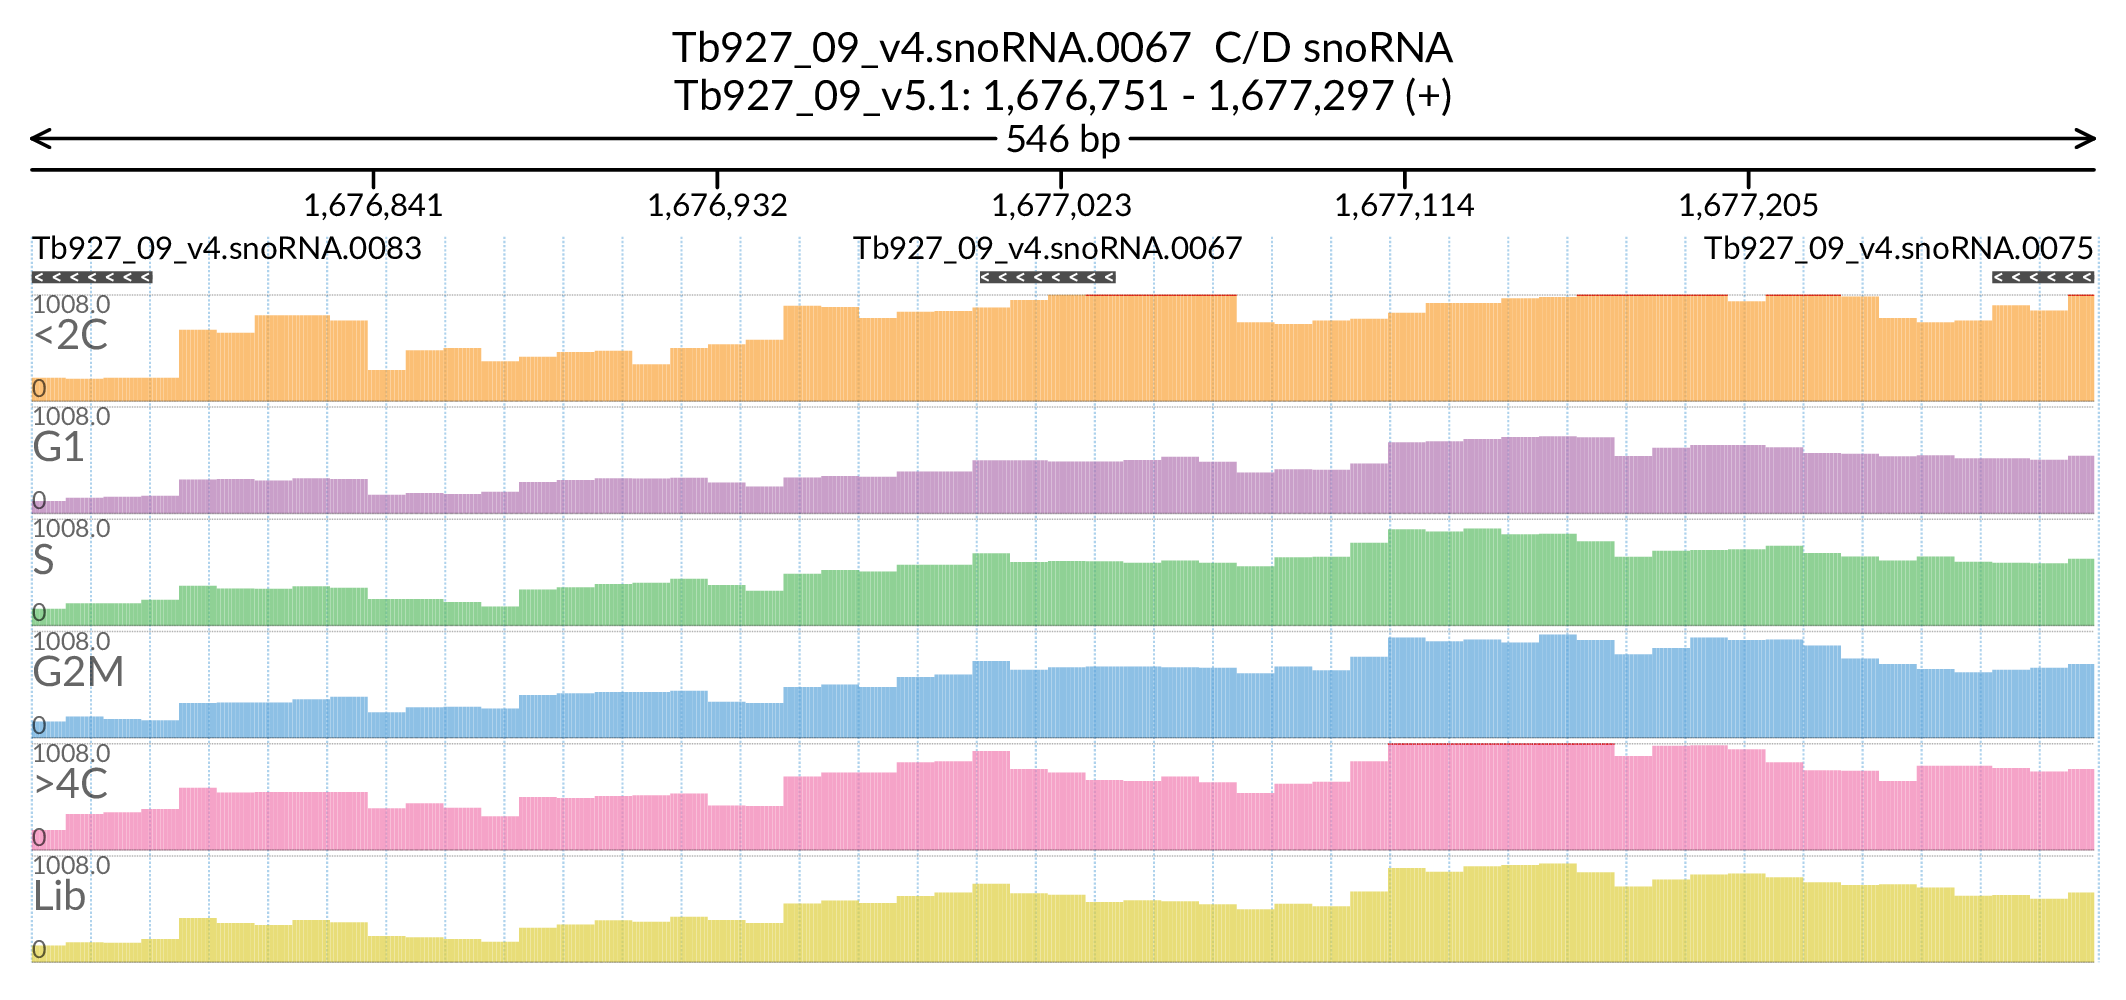 Tb927_09_v4.snoRNA.0067  C/D snoRNA
Tb927_09_v5.1: 1,676,751 - 1,677,297 (+)
546 bp
1,676,841 1,676,932 1,677,023 1,677,114 1,677,205
Tb927_09_v4.snoRNA.0083 Tb927_09_v4.snoRNA.0067 Tb927_09_v4.snoRNA.0075
1008.0
<2C
0
1008.0
G1
0
1008.0
S
0
1008.0
G2M
0
1008.0
>4C
0
1008.0
Lib
0